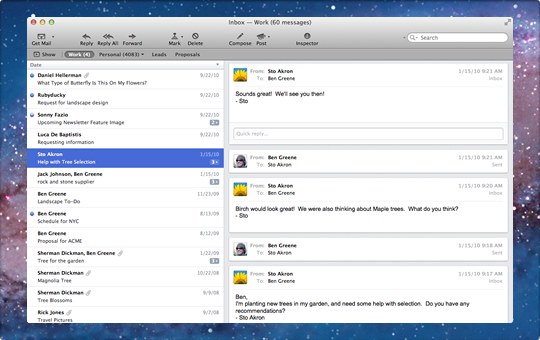 Inbox — Work (60 messages)
Get Mail
Reply
Reply All
Forward
Mark
Delete
Compose
Post
Inspector
Search
Show
Work (4)
Personal (4083)
Leads
Proposals
Date
Daniel Hellerman
9/22/10
What Type of Butterfly Is This On My Flowers?
Rubyducky
9/22/10
Request for landscape design
Sonny Fazio
9/22/10
Upcoming Newsletter Feature Image
2
Luca De Baptistis
9/22/10
Requesting information
Sto Akron
1/15/10
Help with Tree Selection
5
Jack Johnson, Ben Greene
1/15/10
rock and stone supplier
3
Ben Greene
11/23/09
Landscape To-Do
Ben Greene
8/13/09
Schedule for NYC
Ben Greene
8/12/09
Proposal for ACME
Sherman Dickman, Ben Greene
1/22/09
Tree for the garden
3
Sherman Dickman
10/22/08
Magnolia Tree
Sherman Dickman
9/9/08
Tree Blossoms
Rick Jones
9/7/08
Travel Pictures
From: Sto Akron
1/15/10 9:21 AM
To: Ben Greene
Inbox
Sounds great! We'll see you then!
- Sto
Quick reply...
From: Ben Greene
1/15/10 9:21 AM
To: Sto Akron
Sent
From: Sto Akron
1/15/10 9:20 AM
To: Ben Greene
Inbox
Birch would look great! We were also thinking about Maple trees. What do you think?
- Sto
From: Ben Greene
1/15/10 9:18 AM
To: Sto Akron
Sent
From: Sto Akron
1/15/10 9:17 AM
To: Ben Greene
Inbox
Ben,
I'm planting new trees in my garden, and need some help with selection. Do you have any
recommendations?
- Sto Akron